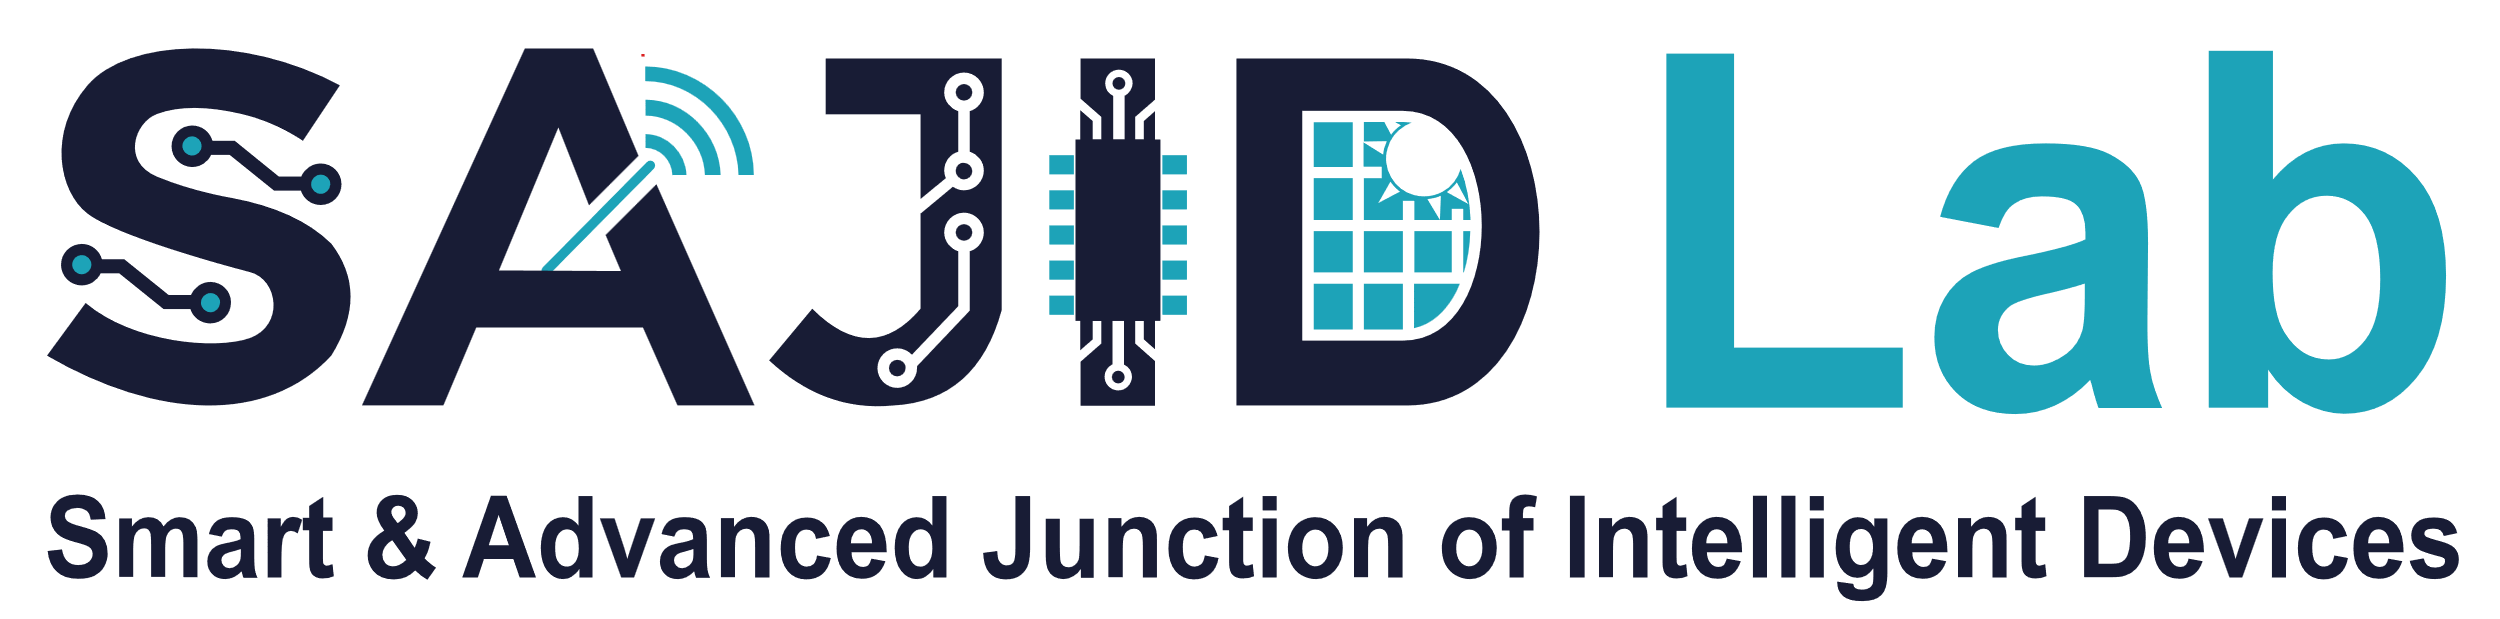 SAJID Lab
Smart & Advanced Junction of Intelligent Devices